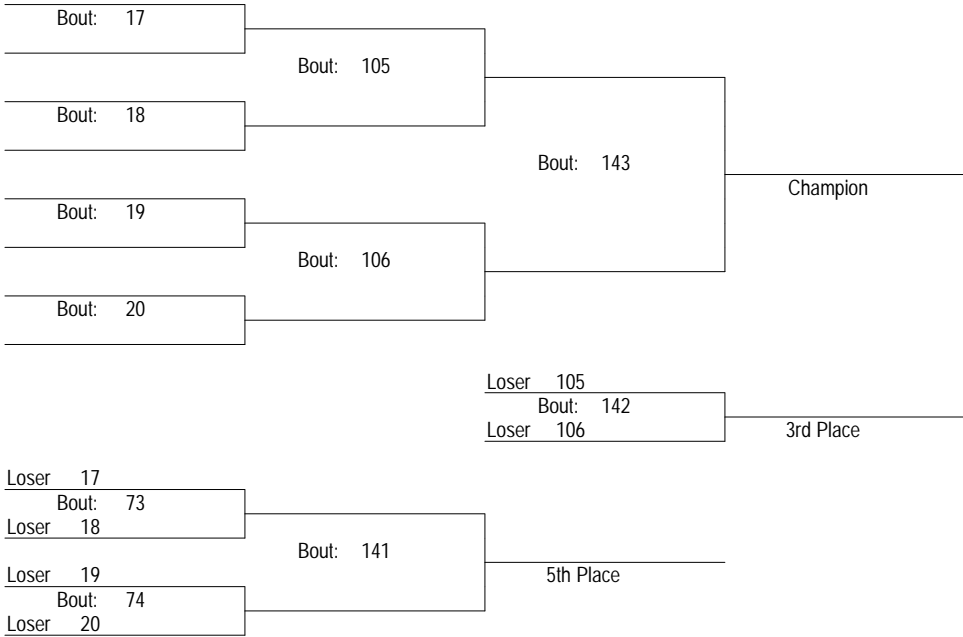 Bout: 17
Bout: 105
Bout: 18
Bout: 143
Champion
Bout: 19
Bout: 106
Bout: 20
Loser 105
Bout: 142
Loser 106
3rd Place
Loser 17
Bout: 73
Loser 18
Bout: 141
5th Place
Loser 19
Bout: 74
Loser 20